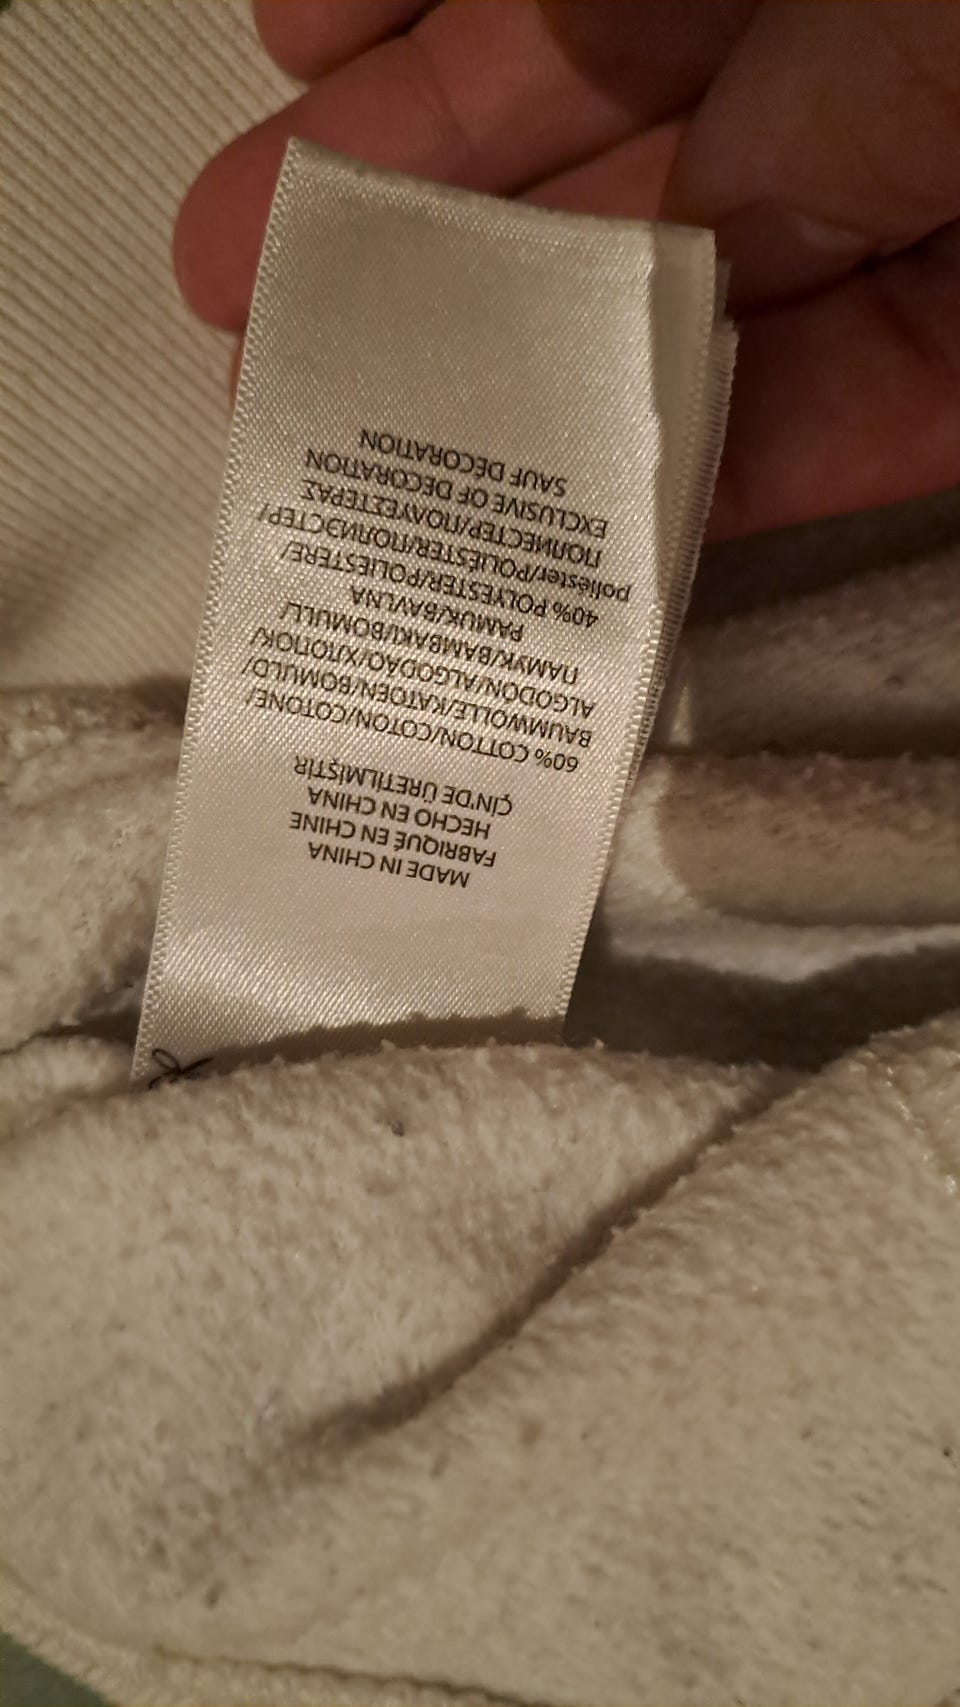 MADE IN CHINA
FABRIQUÉ EN CHINE
HECHO EN CHINA
ÇİN'DE ÜRETİLMİŞTİR
60% COTTON/COTON/COTONE/
BAUMWOLLE/KATOEN/BOMULD/
ALGODÓN/ALGODÃO/ХЛОПОК/
ПАМУК/BAMBAKI/BOMULL/
PAMUK/BAVLNA
40% POLYESTER/POLIESTERE/
poliéster/POLIESTER/ПОЛИЭСТЕР/
ПОЛИЕСТЕР/ΠΟΛΥΕΣΤΕΡΑΣ
EXCLUSIVE OF DECORATION
SAUF DÉCORATION